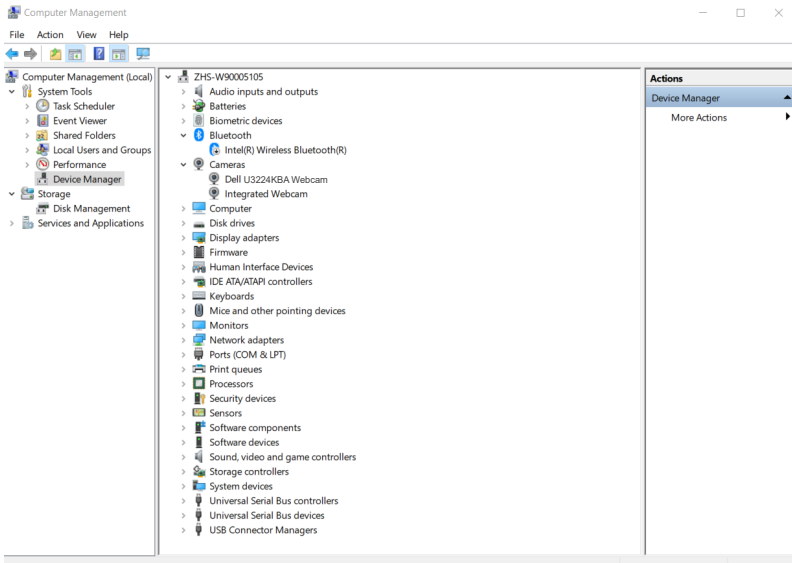 Computer Management
File Action View Help
Computer Management (Local)
System Tools
Task Scheduler
Event Viewer
Shared Folders
Local Users and Groups
Performance
Device Manager
Storage
Disk Management
Services and Applications
ZHS-W90005105
Audio inputs and outputs
Batteries
Biometric devices
Bluetooth
Intel(R) Wireless Bluetooth(R)
Cameras
Dell U3224KBA Webcam
Integrated Webcam
Computer
Disk drives
Display adapters
Firmware
Human Interface Devices
IDE ATA/ATAPI controllers
Keyboards
Mice and other pointing devices
Monitors
Network adapters
Ports (COM & LPT)
Print queues
Processors
Security devices
Sensors
Software components
Software devices
Sound, video and game controllers
Storage controllers
System devices
Universal Serial Bus controllers
Universal Serial Bus devices
USB Connector Managers
Actions
Device Manager
More Actions